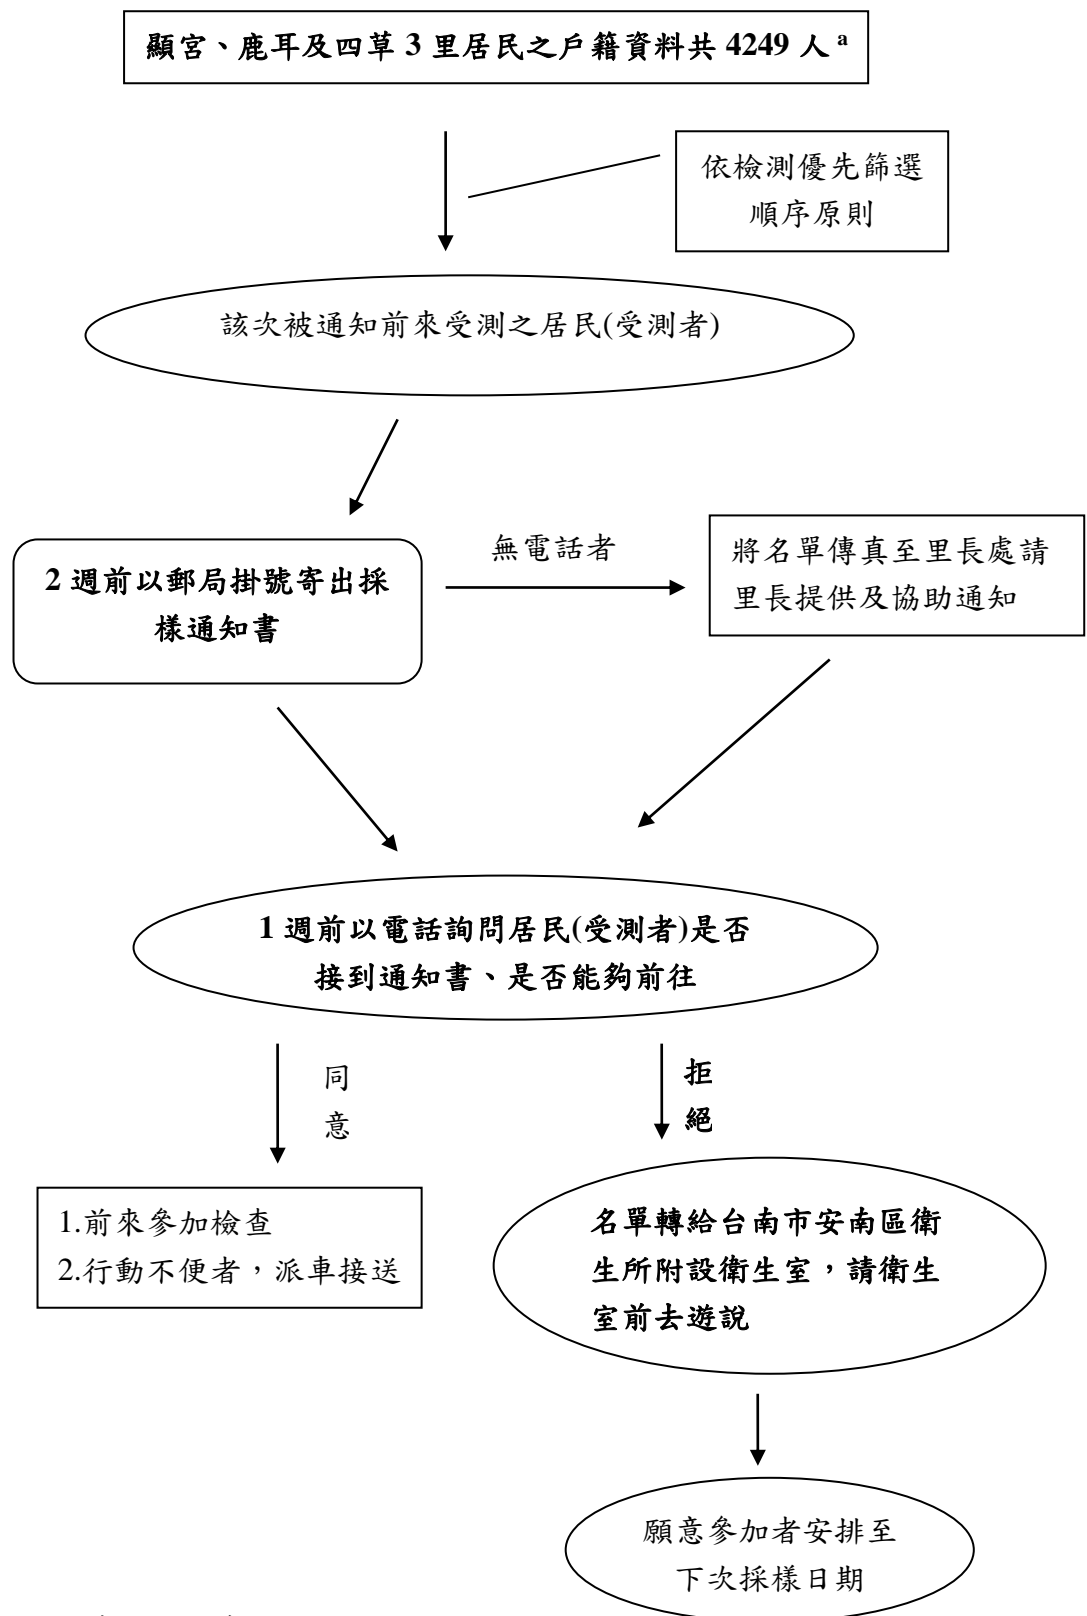 顯宮、鹿耳及四草 3 里居民之戶籍資料共 4249 人 a
依檢測優先篩選
順序原則
該次被通知前來受測之居民(受測者)
2 週前以郵局掛號寄出採
樣通知書
無電話者
將名單傳真至里長處請
里長提供及協助通知
1 週前以電話詢問居民(受測者)是否
接到通知書、是否能夠前往
同
意
拒
絕
1.前來參加檢查
2.行動不便者，派車接送
名單轉給台南市安南區衛
生所附設衛生室，請衛生
室前去遊說
願意參加者安排至
下次採樣日期